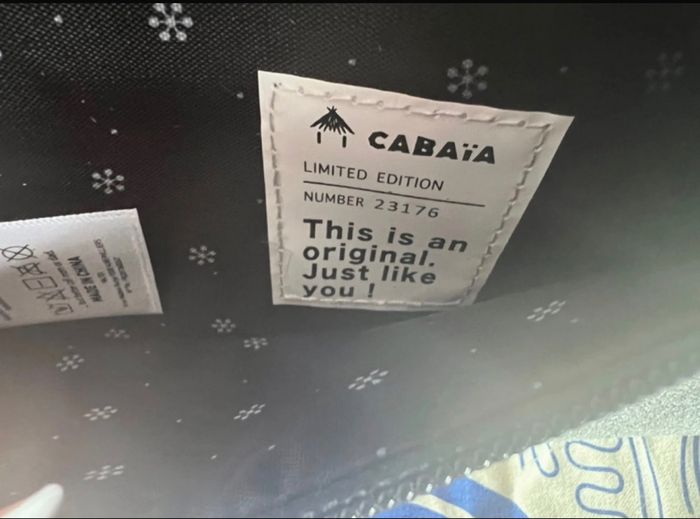 CABAïA
LIMITED EDITION
NUMBER 23176
This is an
original.
Just like
you !
MADE IN CHINA